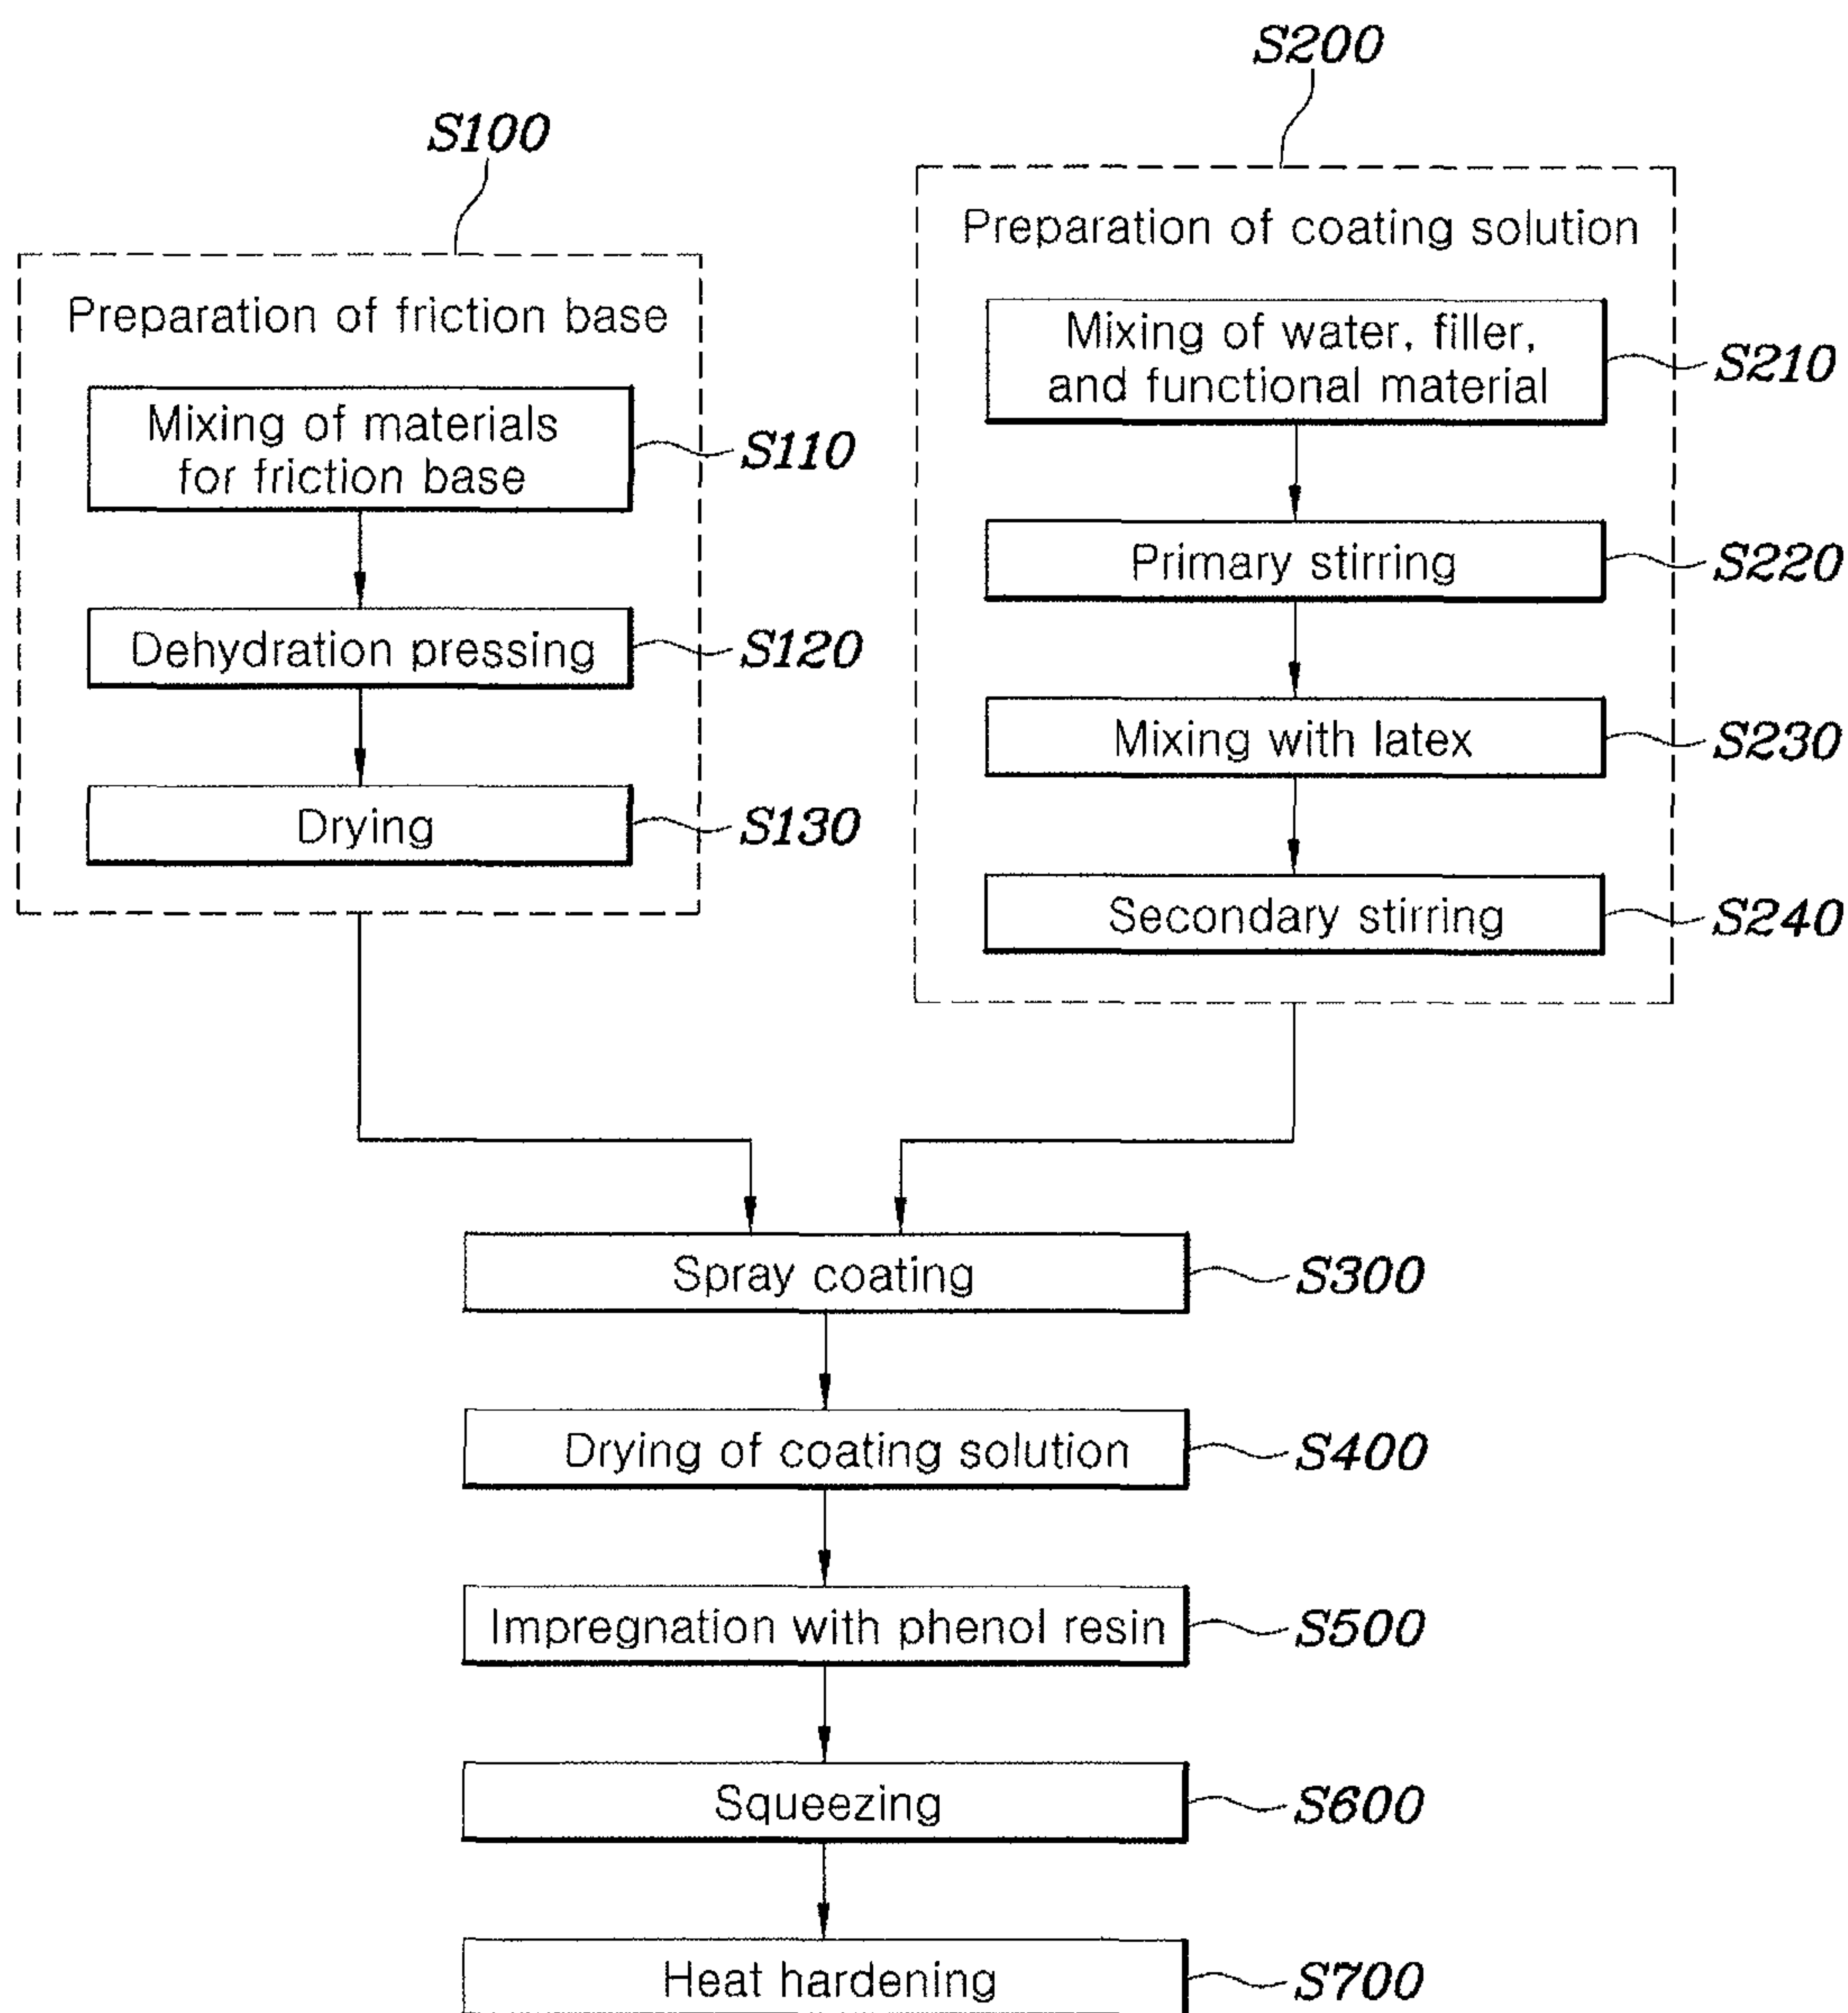 S100
Preparation of friction base
Mixing of materials
for friction base
S110
Dehydration pressing
S120
Drying
S130
S200
Preparation of coating solution
Mixing of water, filler,
and functional material
S210
Primary stirring
S220
Mixing with latex
S230
Secondary stirring
S240
Spray coating
S300
Drying of coating solution
S400
Impregnation with phenol resin
S500
Squeezing
S600
Heat hardening
S700